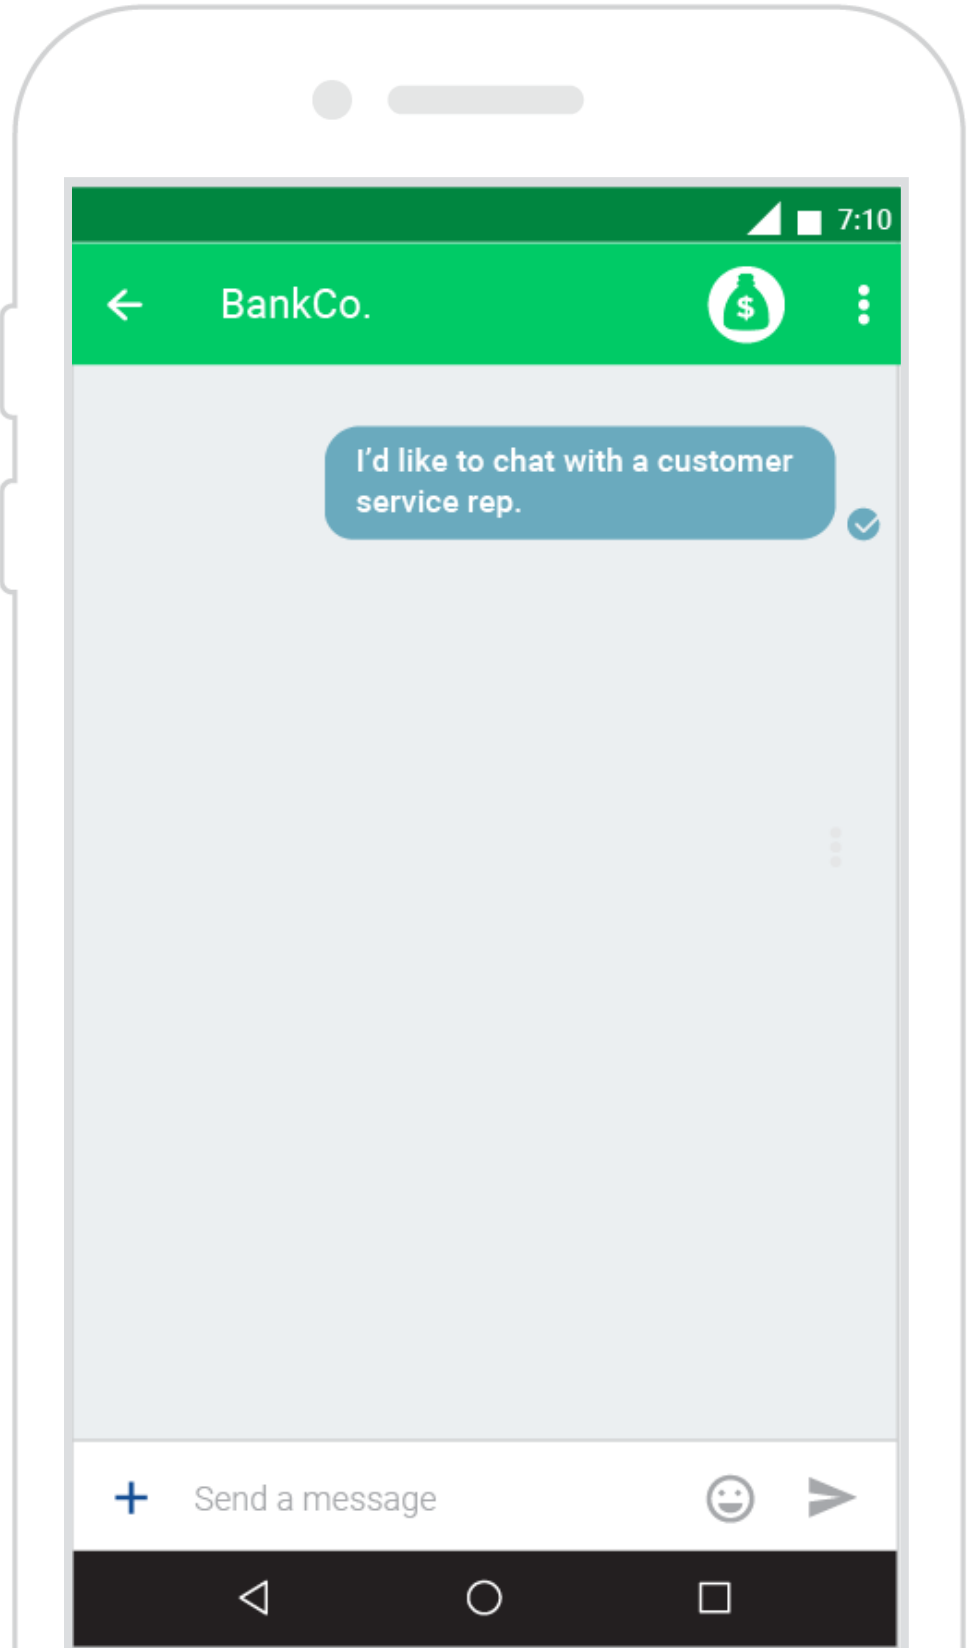 7:10
BankCo.
$
I’d like to chat with a customer
service rep.
Send a message